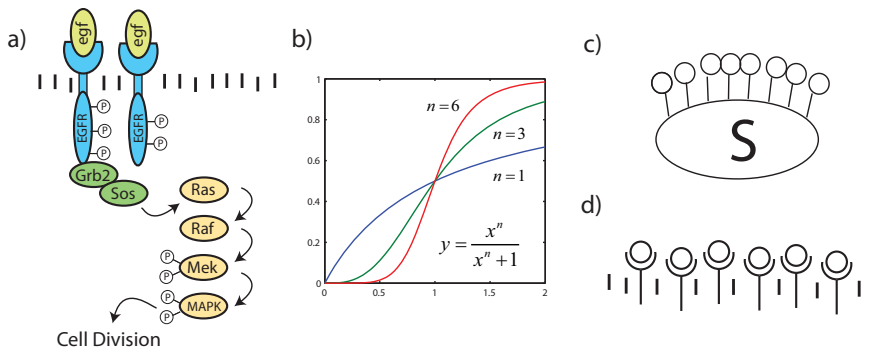 a)
egf
egf
EGFR
P
P
P
EGFR
P
P
Grb2
Sos
Ras
Raf
P
P
Mek
P
P
MAPK
Cell Division
b)
1
0.8
0.6
0.4
0.2
0
0
0.5
1
1.5
2
n=6
n=3
n=1
y = x^n / (x^n + 1)
c)
S
d)